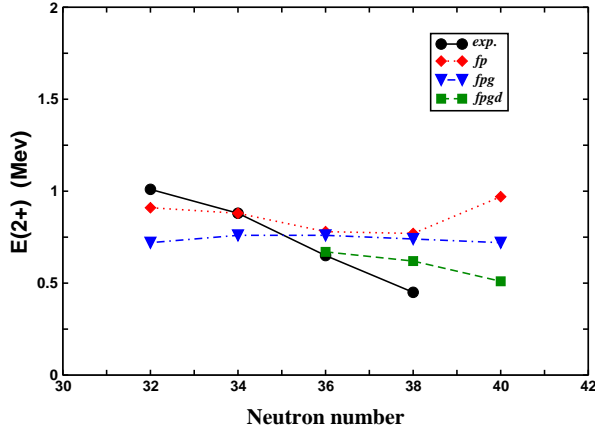 2
1.5
1
0.5
0
E(2+) (Mev)
exp.
fp
fpg
fpgd
30 32 34 36 38 40 42
Neutron number